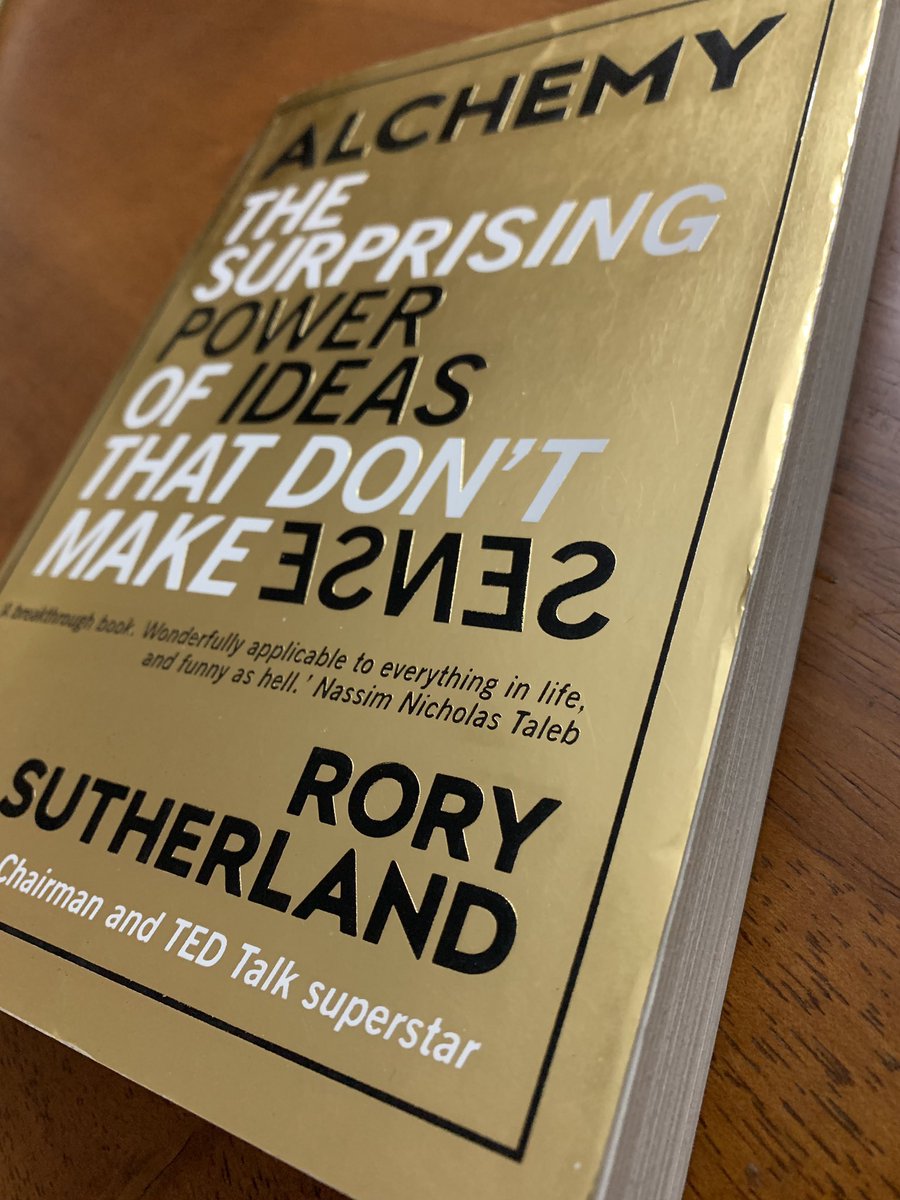 ALCHEMY
THE
SURPRISING
POWER
OF IDEAS
THAT DON'T
MAKE SENSE
'A breakthrough book. Wonderfully applicable to everything in life,
and funny as hell.' Nassim Nicholas Taleb
RORY
SUTHERLAND
Chairman and TED Talk superstar